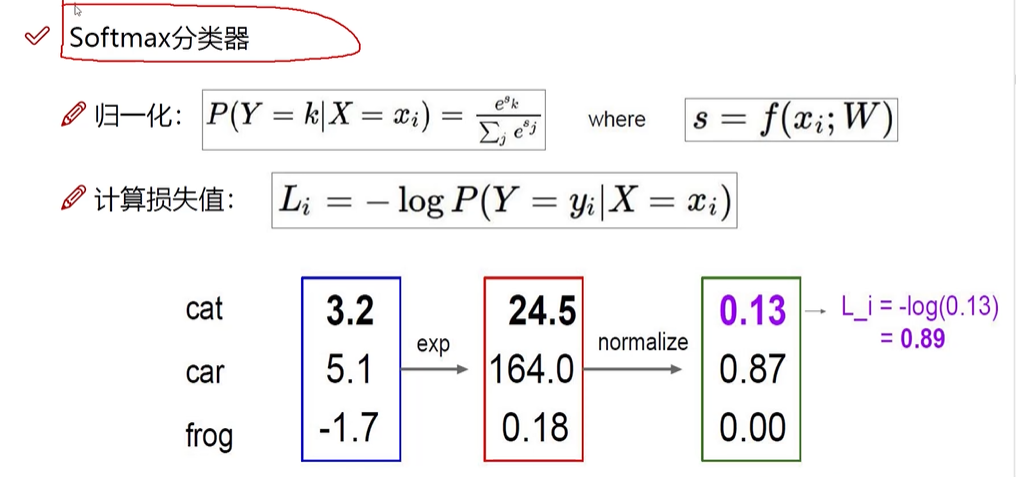 Softmax分类器
归一化： P(Y = k|X = x_i) = e^{s_k} / ∑_j e^{s_j} where s = f(x_i; W)
计算损失值： L_i = − log P(Y = y_i|X = x_i)
cat 3.2 24.5 0.13 L_i = -log(0.13)
= 0.89
exp normalize
car 5.1 164.0 0.87
frog -1.7 0.18 0.00